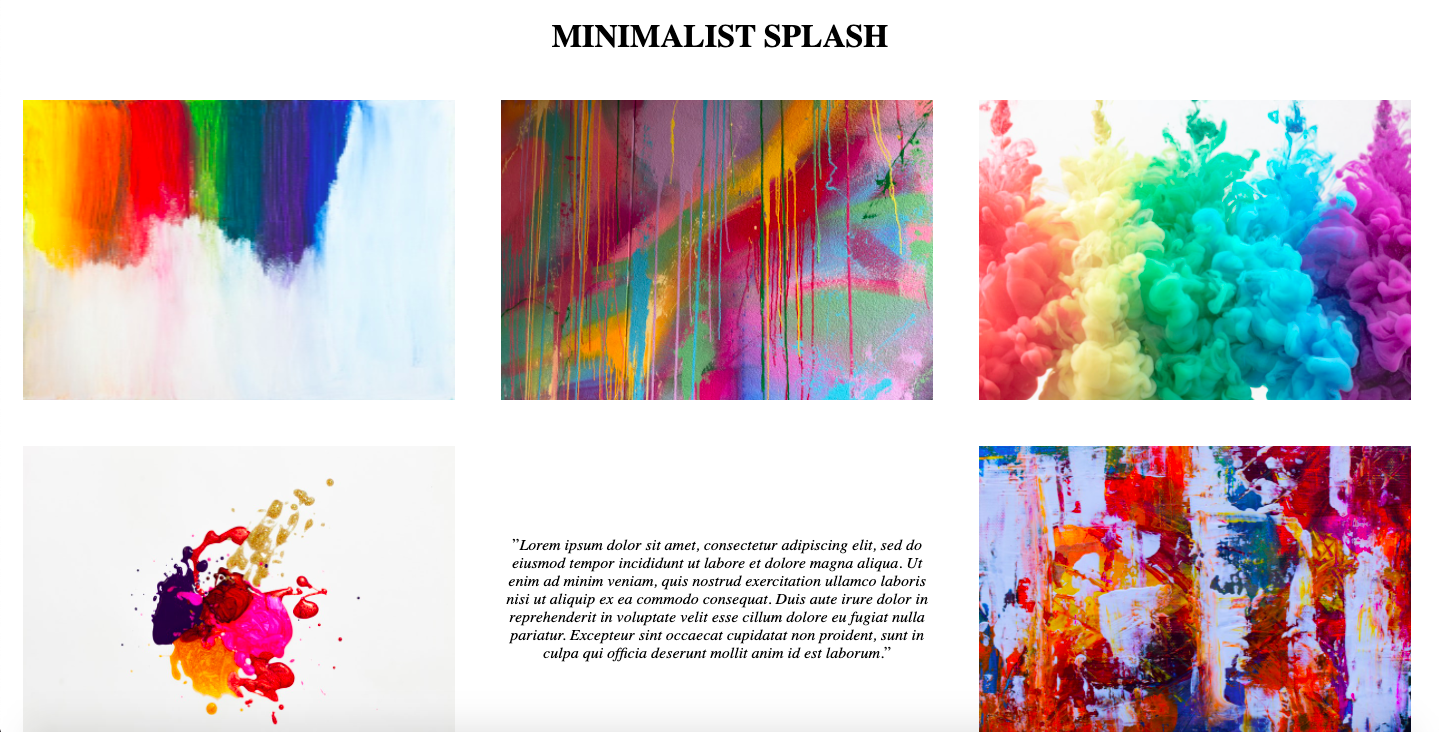 MINIMALIST SPLASH
”Lorem ipsum dolor sit amet, consectetur adipiscing elit, sed do
eiusmod tempor incididunt ut labore et dolore magna aliqua. Ut
enim ad minim veniam, quis nostrud exercitation ullamco laboris
nisi ut aliquip ex ea commodo consequat. Duis aute irure dolor in
reprehenderit in voluptate velit esse cillum dolore eu fugiat nulla
pariatur. Excepteur sint occaecat cupidatat non proident, sunt in
culpa qui officia deserunt mollit anim id est laborum.”